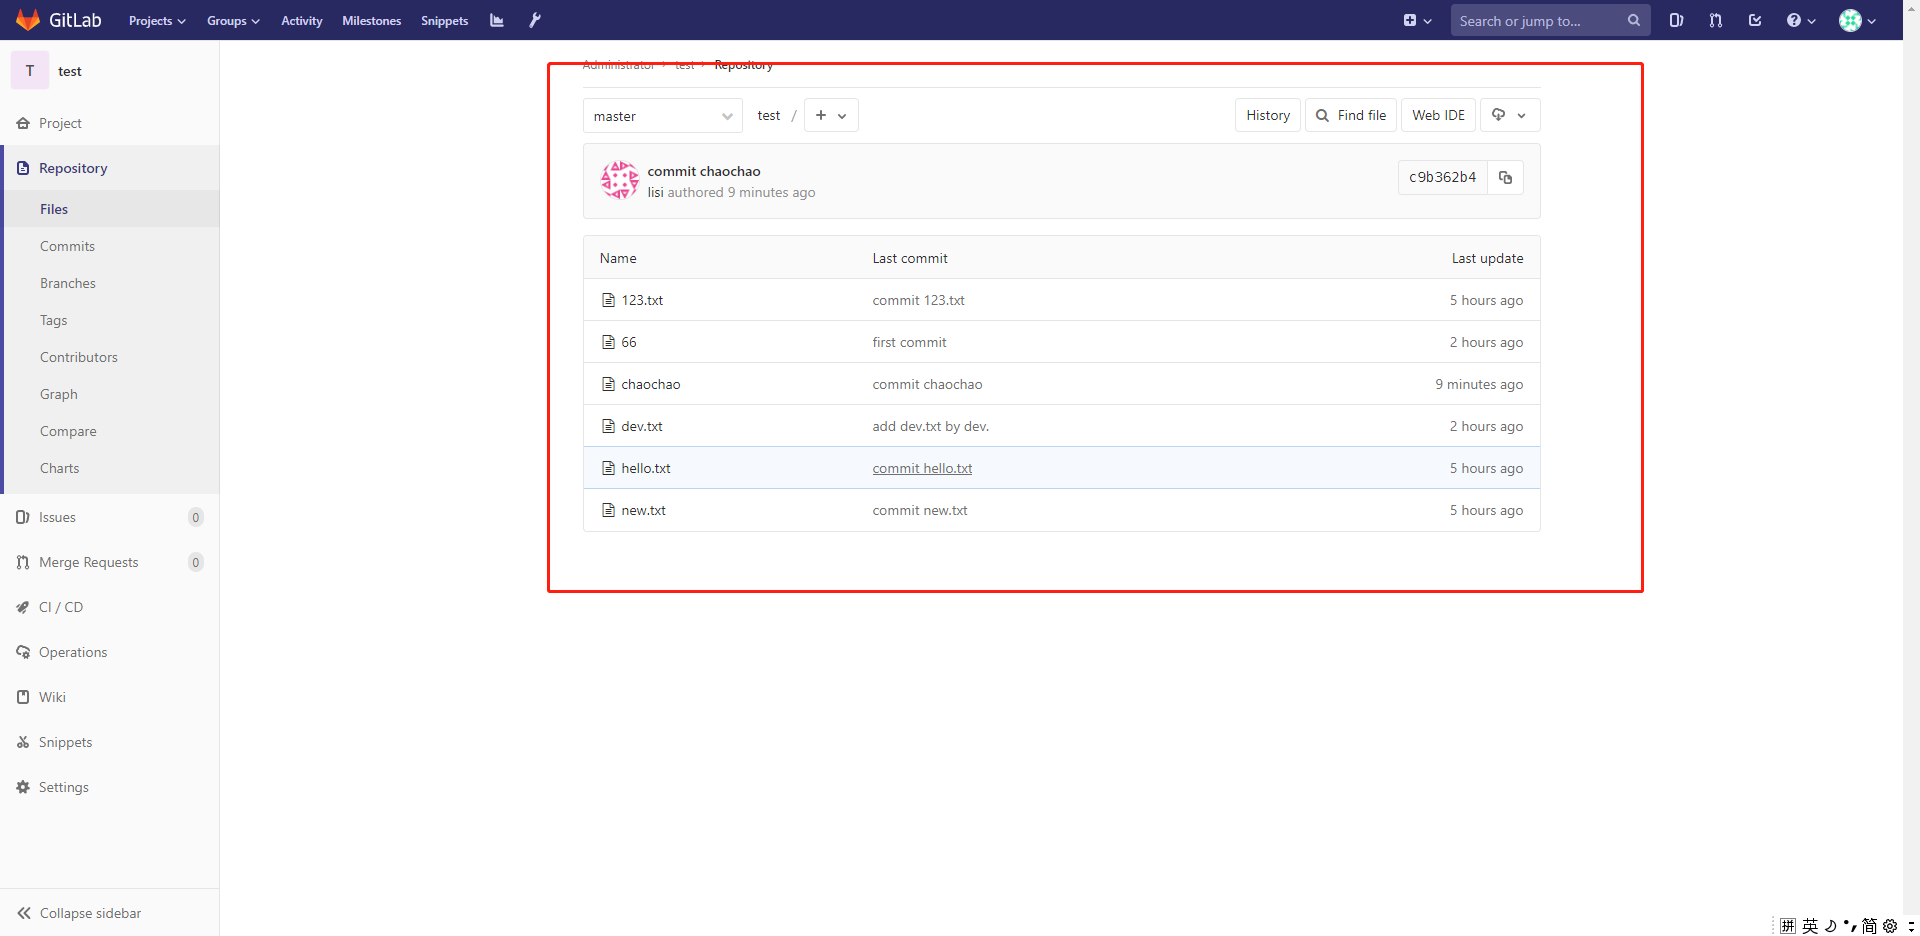 GitLab Projects Groups Activity Milestones Snippets Search or jump to...
T test
Project
Repository
Files
Commits
Branches
Tags
Contributors
Graph
Compare
Charts
Issues 0
Merge Requests 0
CI / CD
Operations
Wiki
Snippets
Settings
Collapse sidebar
Administrator > test > Repository
master test / + History Find file Web IDE
commit chaochao
lisi authored 9 minutes ago
c9b362b4
Name Last commit Last update
123.txt commit 123.txt 5 hours ago
66 first commit 2 hours ago
chaochao commit chaochao 9 minutes ago
dev.txt add dev.txt by dev. 2 hours ago
hello.txt commit hello.txt 5 hours ago
new.txt commit new.txt 5 hours ago
拼 英 简